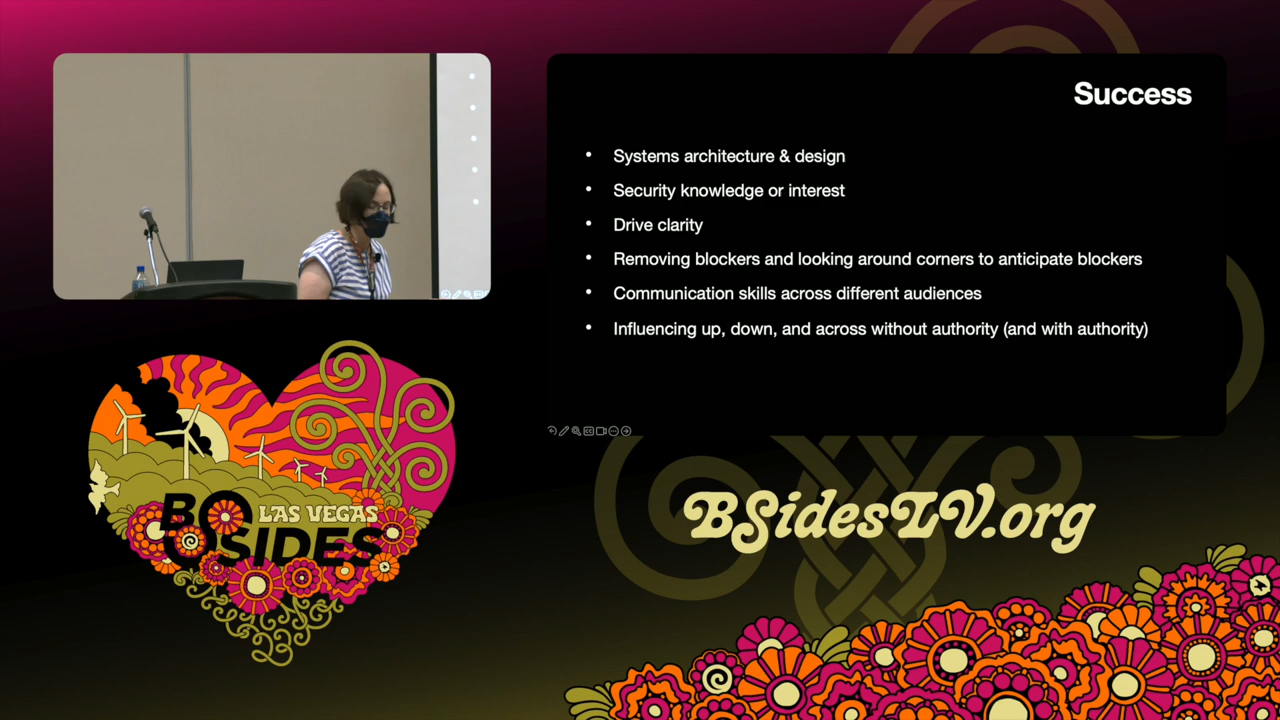 Success
• Systems architecture & design
• Security knowledge or interest
• Drive clarity
• Removing blockers and looking around corners to anticipate blockers
• Communication skills across different audiences
• Influencing up, down, and across without authority (and with authority)
LAS VEGAS
BSIDES
BSidesLV.org